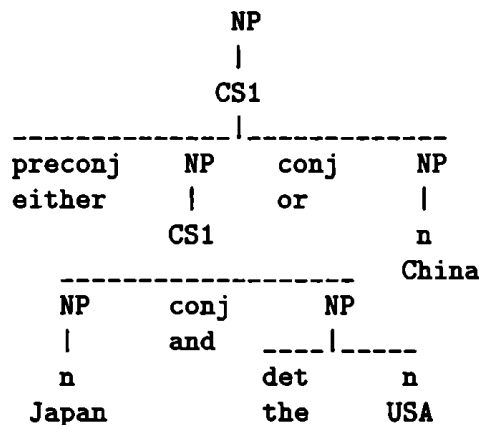 NP
CS1
preconj NP conj NP
either or
CS1 n
China
NP conj NP
and
n det n
Japan the USA